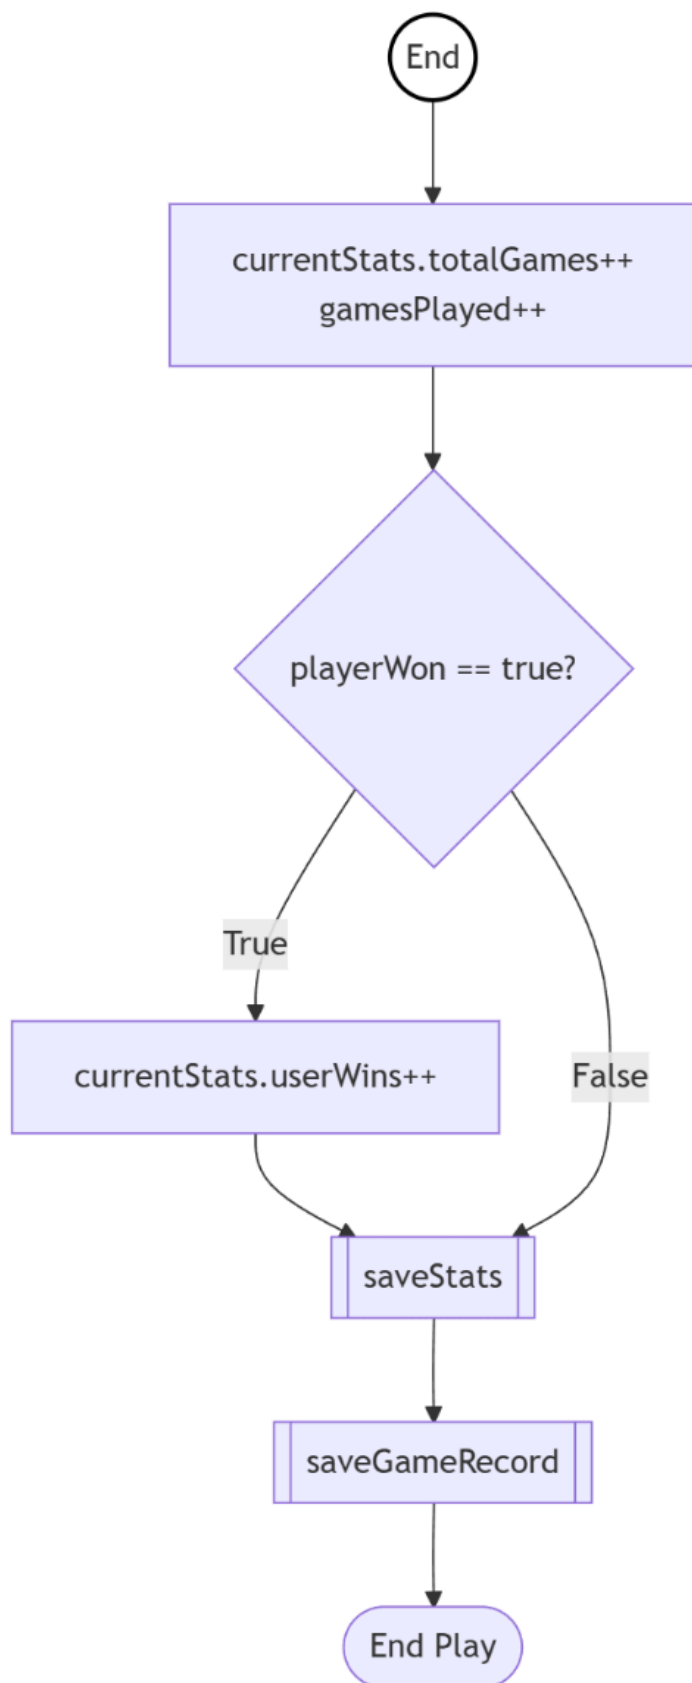 End
currentStats.totalGames++
gamesPlayed++
playerWon == true?
True
currentStats.userWins++
False
saveStats
saveGameRecord
End Play